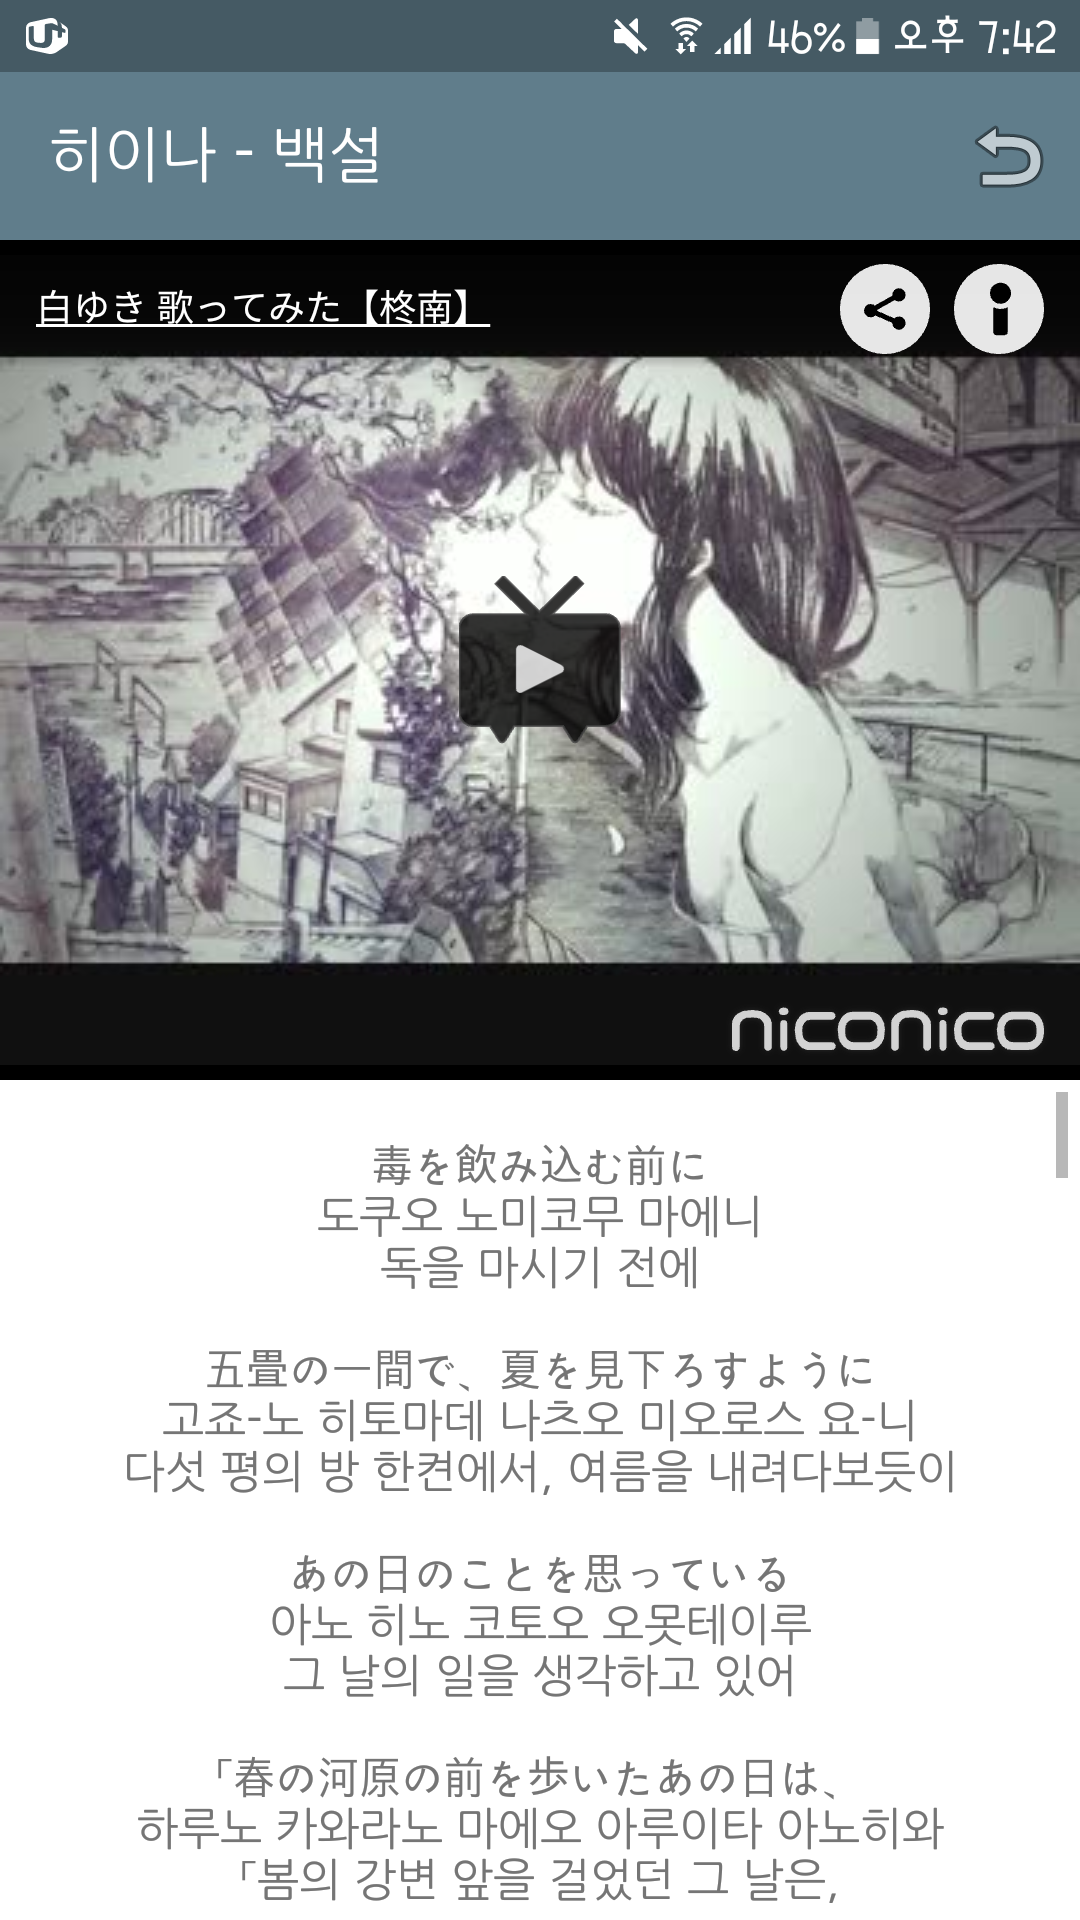 U+
46% 오후 7:42
히이나 - 백설
白ゆき 歌ってみた【柊南】
niconico
毒を飲み込む前に
도쿠오 노미코무 마에니
독을 마시기 전에
五畳の一間で、夏を見下ろすように
고죠-노 히토마데 나츠오 미오로스 요-니
다섯 평의 방 한켠에서, 여름을 내려다보듯이
あの日のことを思っている
아노 히노 코토오 오못테이루
그 날의 일을 생각하고 있어
「春の河原の前を歩いたあの日は、
하루노 카와라노 마에오 아루이타 아노히와
「봄의 강변 앞을 걸었던 그 날은,